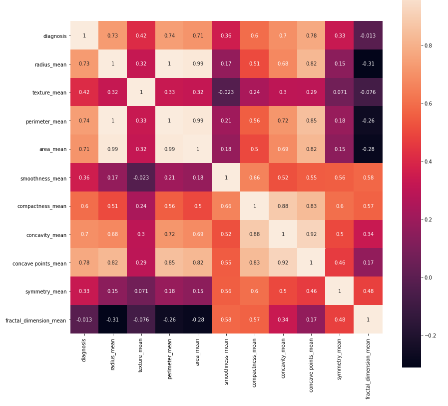 diagnosis 1 0.73 0.42 0.74 0.71 0.36 0.6 0.7 0.78 0.33 -0.013
radius_mean 0.73 1 0.32 1 0.99 0.17 0.51 0.68 0.82 0.15 -0.31
texture_mean 0.42 0.32 1 0.33 0.32 -0.023 0.24 0.3 0.29 0.071 -0.076
perimeter_mean 0.74 1 0.33 1 0.99 0.21 0.56 0.72 0.85 0.18 -0.26
area_mean 0.71 0.99 0.32 0.99 1 0.18 0.5 0.69 0.82 0.15 -0.28
smoothness_mean 0.36 0.17 -0.023 0.21 0.18 1 0.66 0.52 0.55 0.56 0.58
compactness_mean 0.6 0.51 0.24 0.56 0.5 0.66 1 0.88 0.83 0.6 0.57
concavity_mean 0.7 0.68 0.3 0.72 0.69 0.52 0.88 1 0.92 0.5 0.34
concave points_mean 0.78 0.82 0.29 0.85 0.82 0.55 0.83 0.92 1 0.46 0.17
symmetry_mean 0.33 0.15 0.071 0.18 0.15 0.56 0.6 0.5 0.46 1 0.48
fractal_dimension_mean -0.013 -0.31 -0.076 -0.26 -0.28 0.58 0.57 0.34 0.17 0.48 1
diagnosis
radius_mean
texture_mean
perimeter_mean
area_mean
smoothness_mean
compactness_mean
concavity_mean
concave points_mean
symmetry_mean
fractal_dimension_mean
0.8
0.6
0.4
0.2
0.0
−0.2